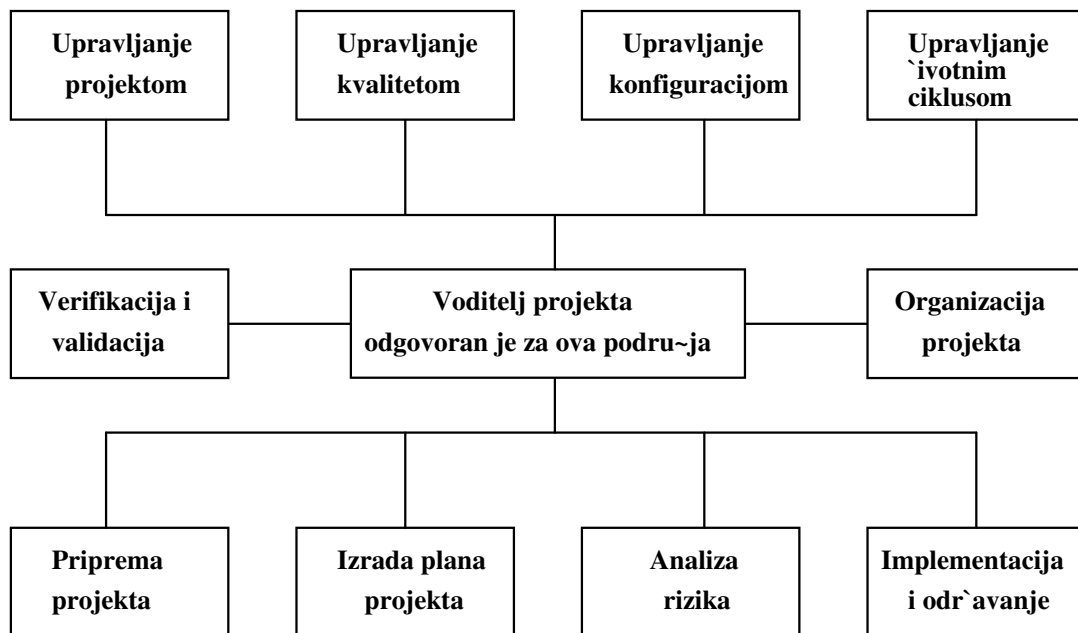 Upravljanje
projektom
Upravljanje
kvalitetom
Upravljanje
konfiguracijom
Upravljanje
`ivotnim
ciklusom
Verifikacija i
validacija
Voditelj projekta
odgovoran je za ova podru~ja
Organizacija
projekta
Priprema
projekta
Izrada plana
projekta
Analiza
rizika
Implementacija
i odr`avanje